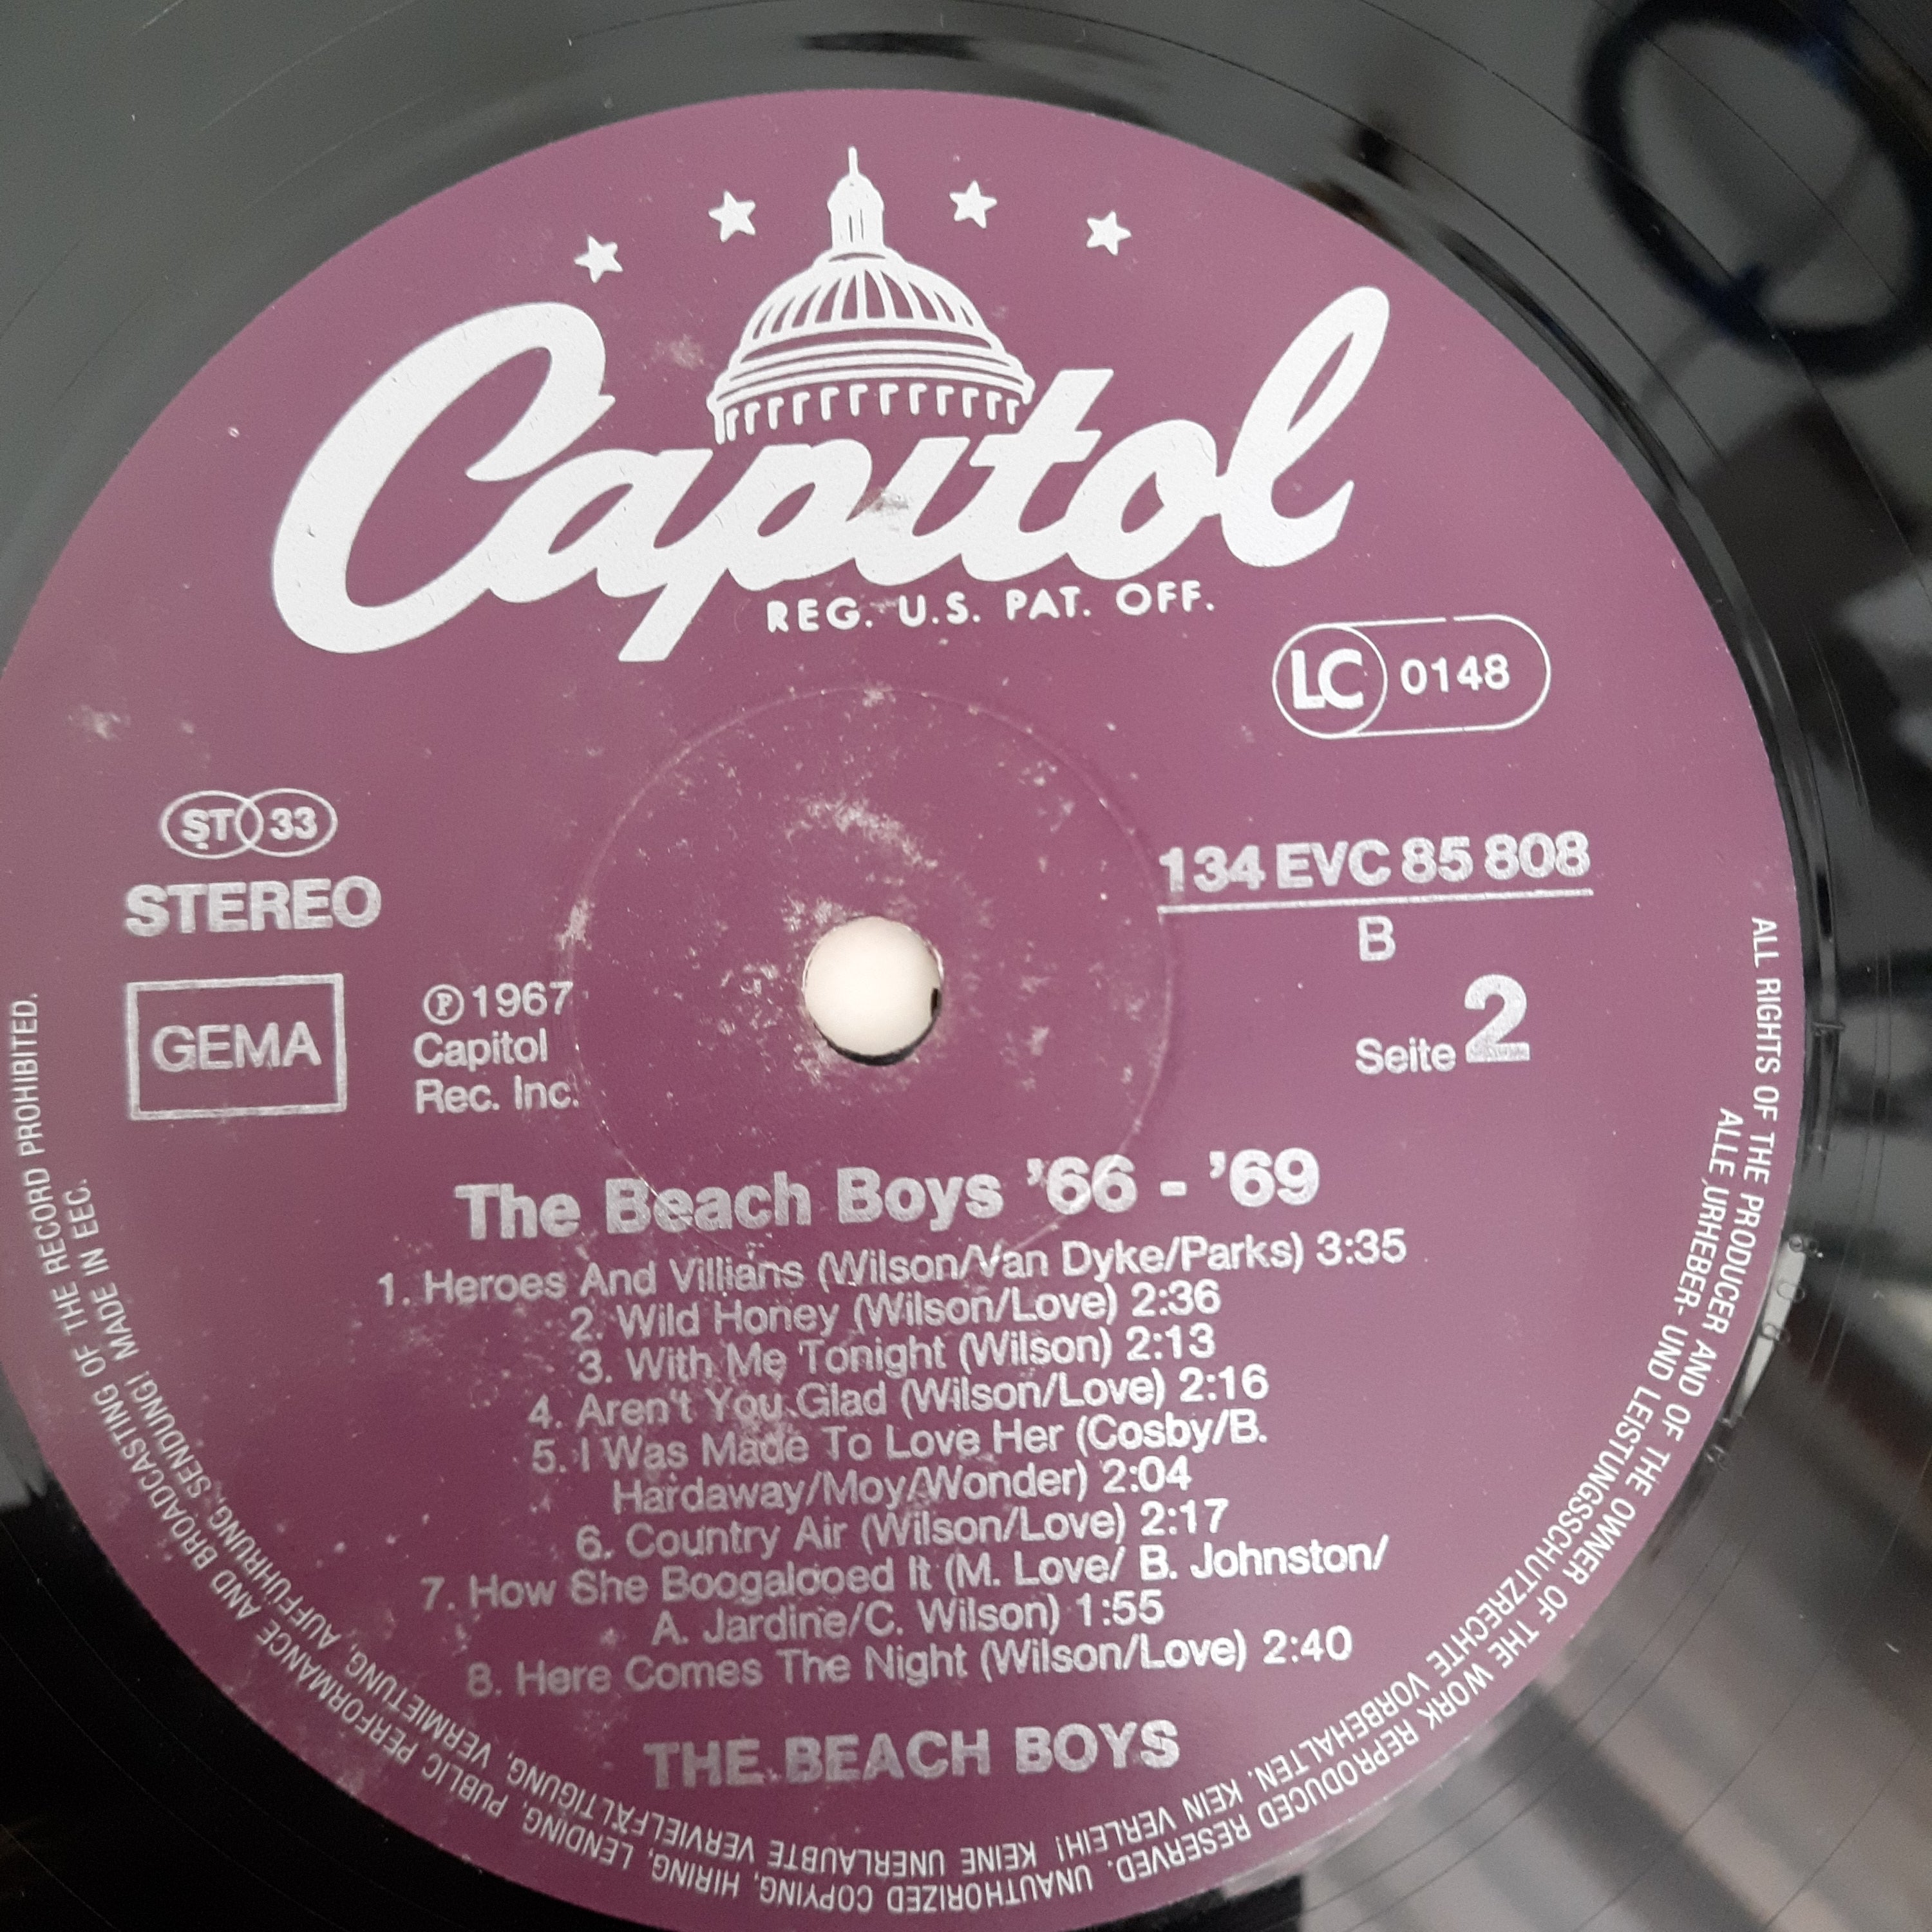 Capitol
REG. U.S. PAT. OFF.
LC 0148
ST 33
STEREO
GEMA
℗ 1967
Capitol
Rec. Inc.
134 EVC 85 808
B
Seite 2
The Beach Boys '66 - '69
1. Heroes And Villians (Wilson/Van Dyke/Parks) 3:35
2. Wild Honey (Wilson/Love) 2:36
3. With Me Tonight (Wilson) 2:13
4. Aren't You Glad (Wilson/Love) 2:16
5. I Was Made To Love Her (Cosby/B.
Hardaway/Moy/Wonder) 2:04
6. Country Air (Wilson/Love) 2:17
7. How She Boogalooed It (M. Love/ B. Johnston/
A. Jardine/C. Wilson) 1:55
8. Here Comes The Night (Wilson/Love) 2:40
THE BEACH BOYS
ALL RIGHTS OF THE PRODUCER AND OF THE OWNER OF THE WORK REPRODUCED RESERVED. UNAUTHORIZED COPYING, HIRING, LENDING, PUBLIC PERFORMANCE AND BROADCASTING OF THE RECORD PROHIBITED.
ALLE URHEBER- UND LEISTUNGSSCHUTZRECHTE VORBEHALTEN. KEIN VERLEIH! KEINE UNERLAUBTE VERVIELFÄLTIGUNG, VERMIETUNG, AUFFÜHRUNG, SENDUNG! MADE IN EEC.